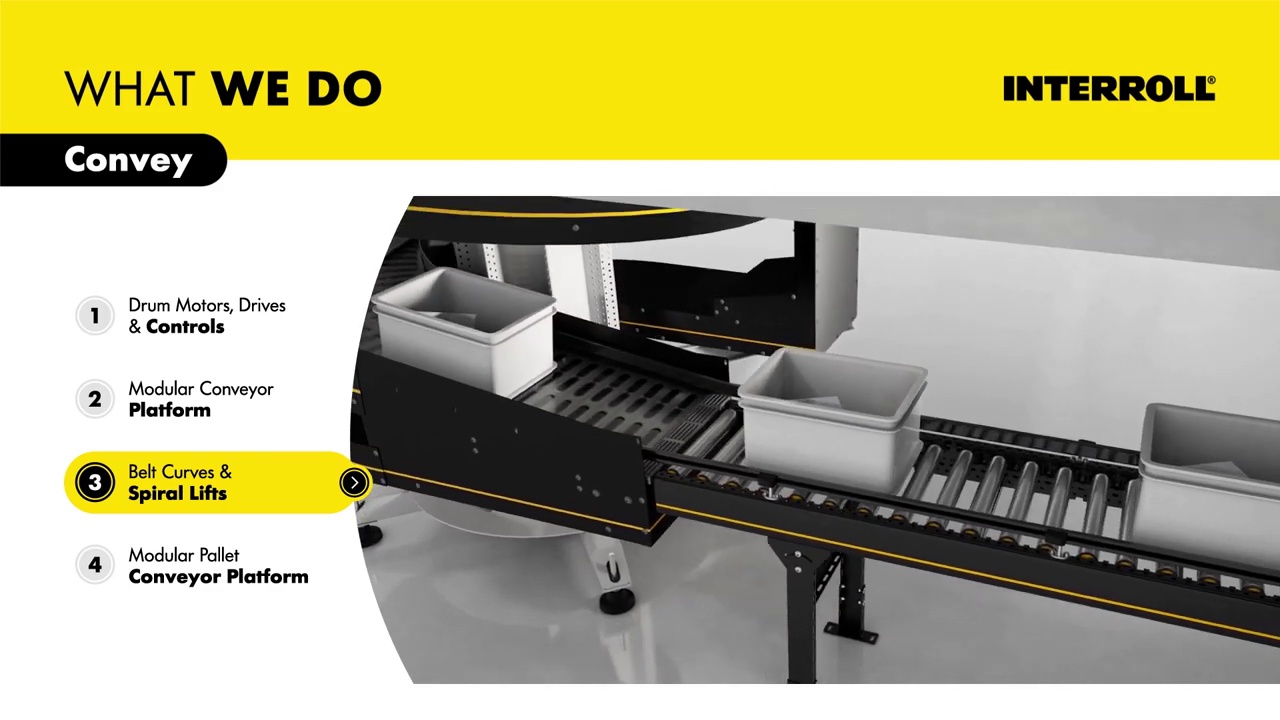 WHAT WE DO
INTERROLL®
Convey
1
Drum Motors, Drives
& Controls
2
Modular Conveyor
Platform
3
Belt Curves &
Spiral Lifts
4
Modular Pallet
Conveyor Platform